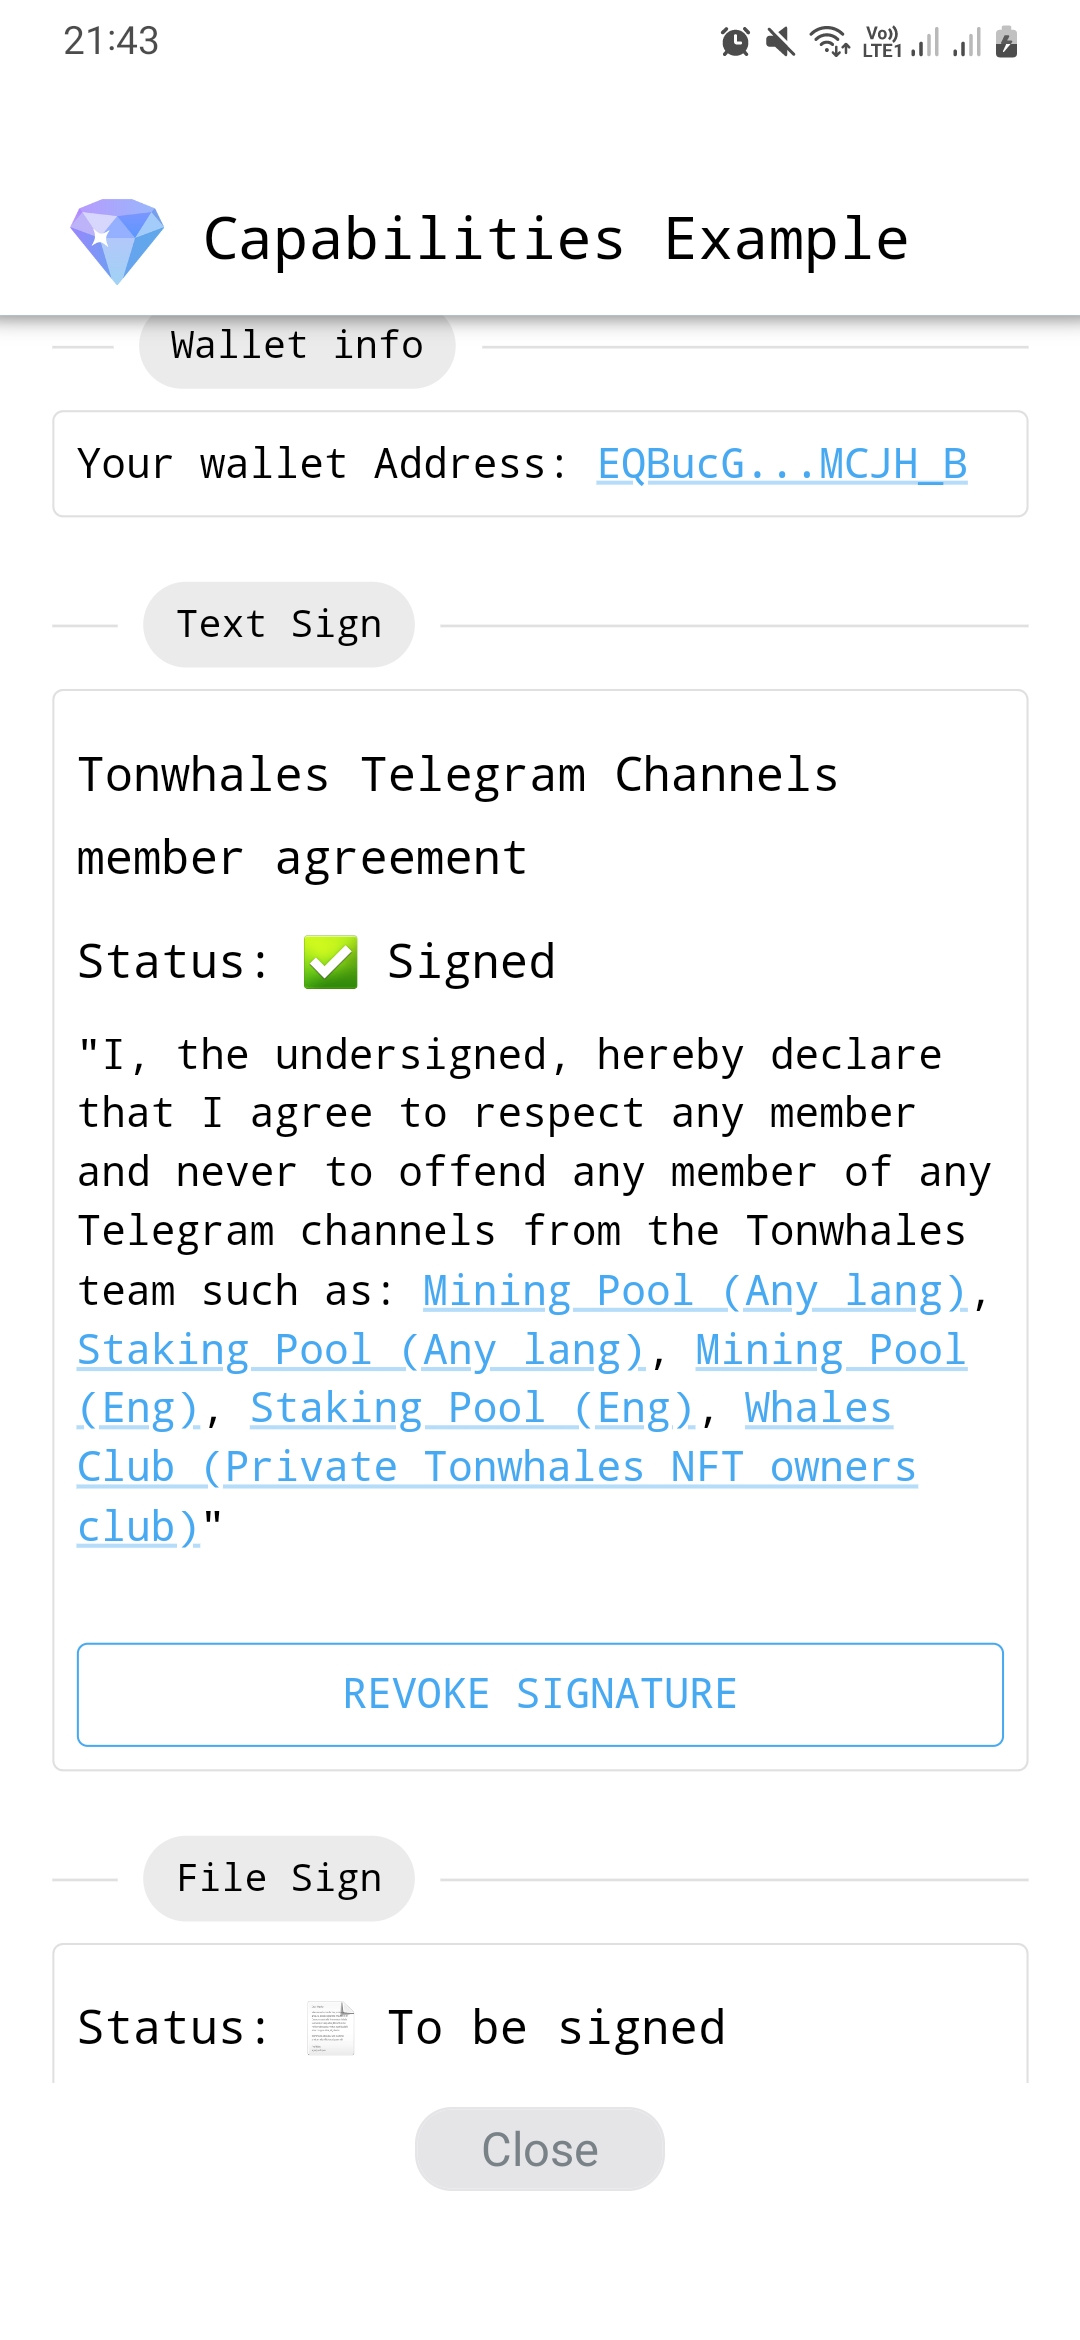 21:43
Vo))
LTE1
Capabilities Example
Wallet info
Your wallet Address: EQBucG...MCJH_B
Text Sign
Tonwhales Telegram Channels
member agreement
Status: ✅ Signed
"I, the undersigned, hereby declare
that I agree to respect any member
and never to offend any member of any
Telegram channels from the Tonwhales
team such as: Mining Pool (Any lang),
Staking Pool (Any lang), Mining Pool
(Eng), Staking Pool (Eng), Whales
Club (Private Tonwhales NFT owners
club)"
REVOKE SIGNATURE
File Sign
Status: 📄 To be signed
Close